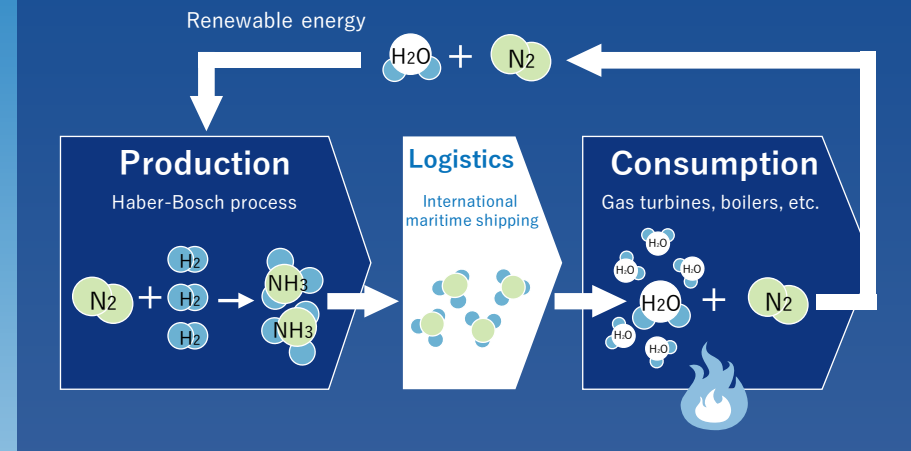 Renewable energy
H2O + N2
Production
Haber-Bosch process
N2 + H2 H2 H2 → NH3 NH3
Logistics
International
maritime shipping
Consumption
Gas turbines, boilers, etc.
H2O H2O H2O H2O H2O H2O + N2